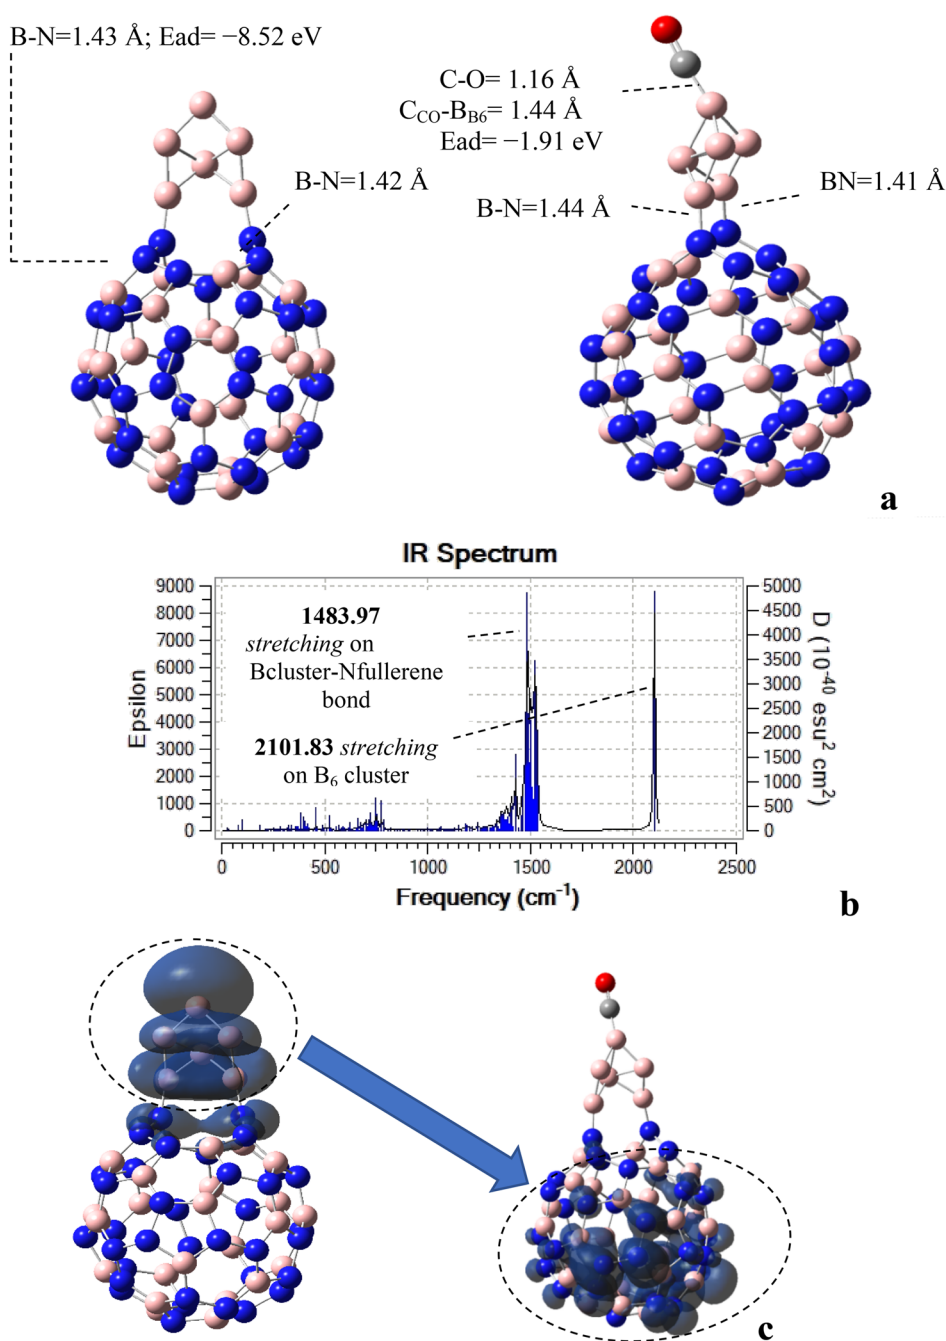 B-N=1.43 Å; Ead= −8.52 eV
C-O= 1.16 Å
C_CO-B_B6= 1.44 Å
Ead= −1.91 eV
B-N=1.42 Å
BN=1.41 Å
B-N=1.44 Å
a
IR Spectrum
9000
8000
7000
6000
5000
4000
3000
2000
1000
0
Epsilon
1483.97
stretching on
Bcluster-Nfullerene
bond
2101.83 stretching
on B₆ cluster
5000
4500
4000
3500
3000
2500
2000
1500
1000
500
0
D (10⁻⁴⁰ esu² cm²)
0 500 1000 1500 2000 2500
Frequency (cm⁻¹)
b
c